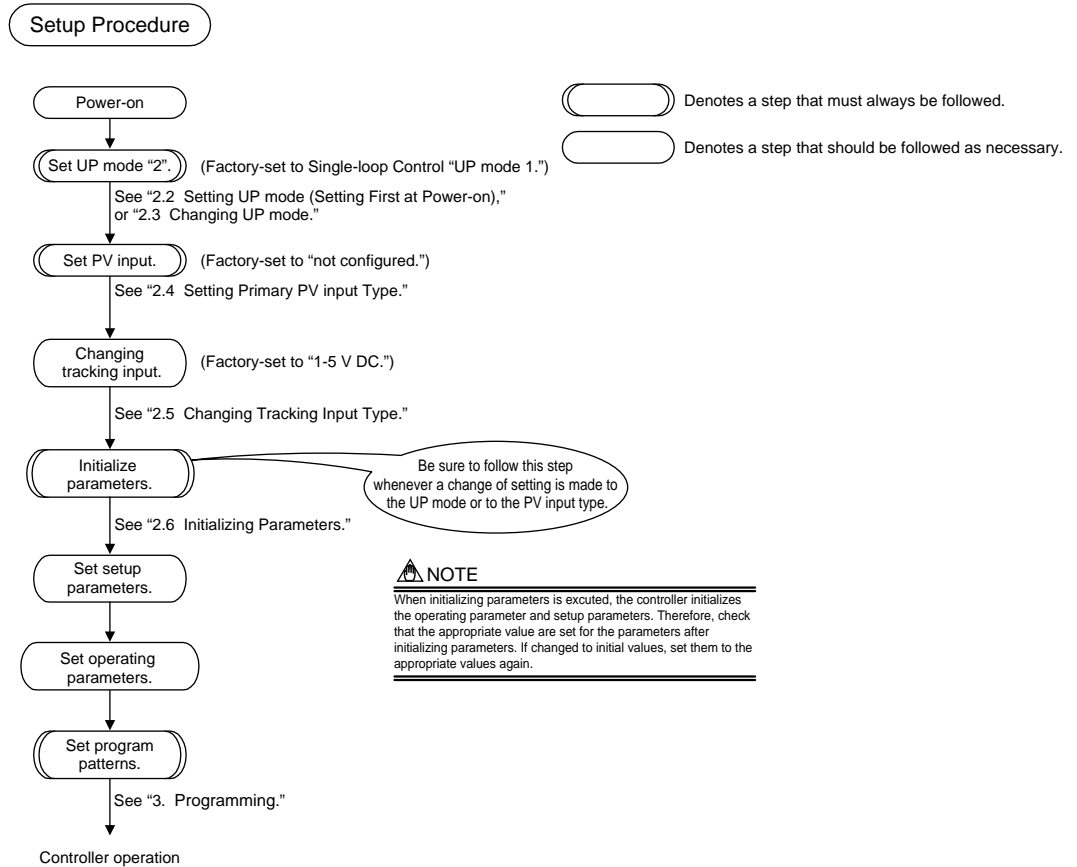 Setup Procedure
Power-on
Denotes a step that must always be followed.
Denotes a step that should be followed as necessary.
Set UP mode “2”.
(Factory-set to Single-loop Control “UP mode 1.”)
See “2.2 Setting UP mode (Setting First at Power-on),”
or “2.3 Changing UP mode.”
Set PV input.
(Factory-set to “not configured.”)
See “2.4 Setting Primary PV input Type.”
Changing
tracking input.
(Factory-set to “1-5 V DC.”)
See “2.5 Changing Tracking Input Type.”
Initialize
parameters.
Be sure to follow this step
whenever a change of setting is made to
the UP mode or to the PV input type.
See “2.6 Initializing Parameters.”
Set setup
parameters.
NOTE
When initializing parameters is excuted, the controller initializes
the operating parameter and setup parameters. Therefore, check
that the appropriate value are set for the parameters after
initializing parameters. If changed to initial values, set them to the
appropriate values again.
Set operating
parameters.
Set program
patterns.
See “3. Programming.”
Controller operation